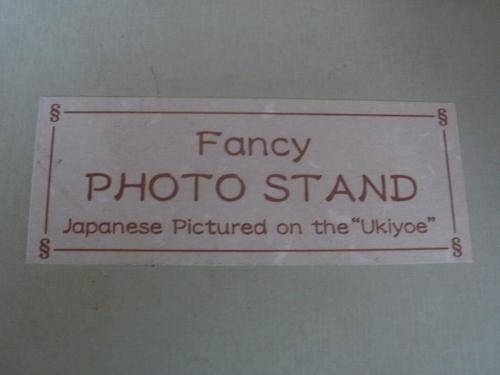 Fancy
PHOTO STAND
Japanese Pictured on the "Ukiyoe"